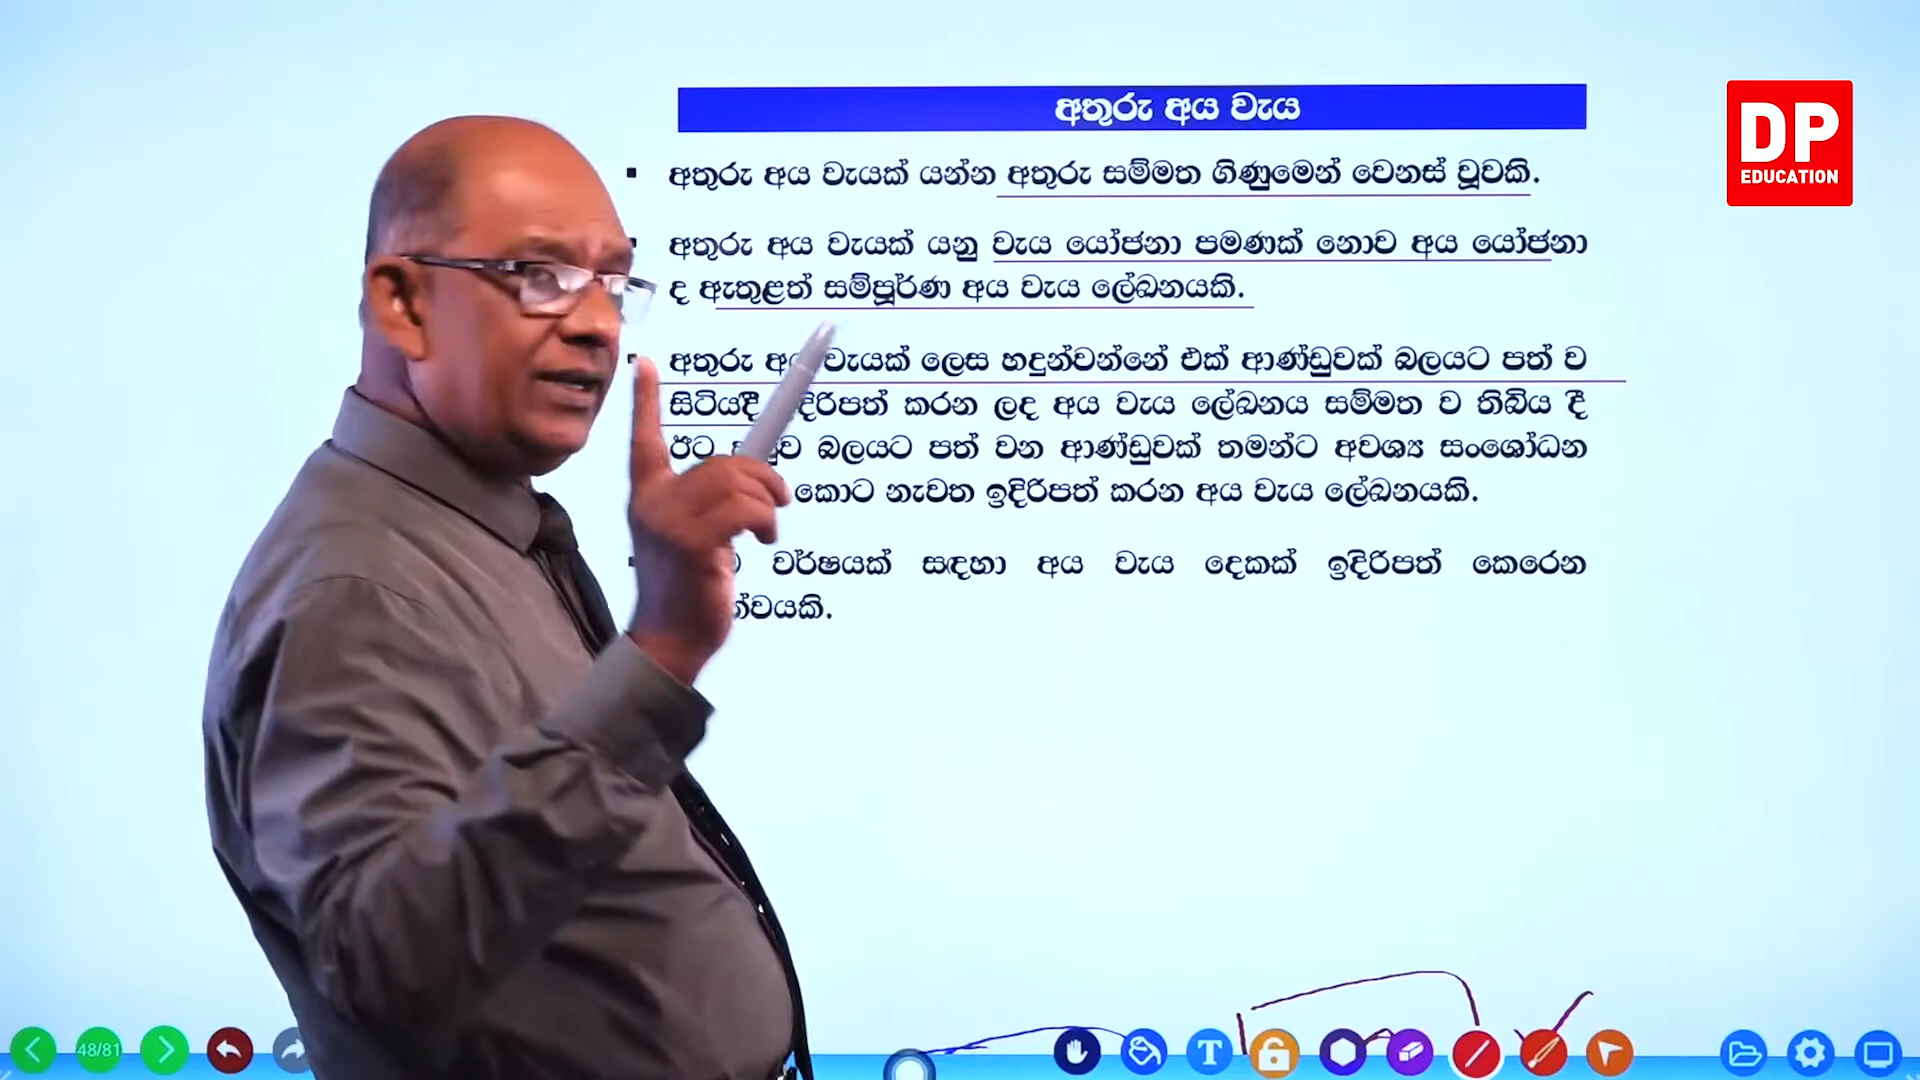 අතුරු අය වැය
DP
EDUCATION
▪ අතුරු අය වැයක් යන්න අතුරු සම්මත ගිණුමෙන් වෙනස් වූවකි.
අතුරු අය වැයක් යනු වැය යෝජනා පමණක් නොව අය යෝජනා
ද ඇතුළත් සම්පූර්ණ අය වැය ලේඛනයකි.
අතුරු වැයක් ලෙස හදුන්වන්නේ එක් ආණ්ඩුවක් බලයට පත් ව
සිටියදී කරන ලද අය වැය ලේඛනය සම්මත ව තිබිය දී
ඊට බලයට පත් වන ආණ්ඩුවක් තමන්ට අවශ්‍ය සංශෝධන
කොට නැවත ඉදිරිපත් කරන අය වැය ලේඛනයකි.
වර්ෂයක් සඳහා අය වැය දෙකක් ඉදිරිපත් කෙරෙන
48/81
T